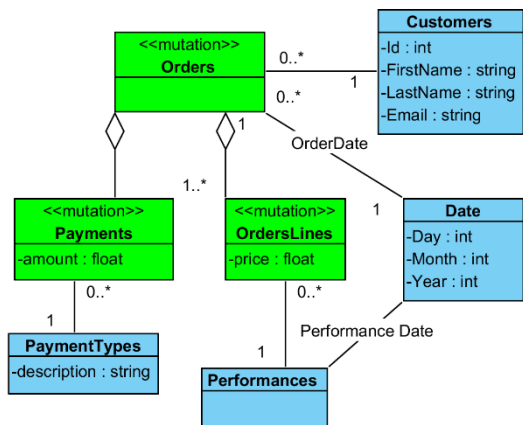 Customers
-Id : int
-FirstName : string
-LastName : string
-Email : string
<<mutation>>
Orders
0..*
1
0..*
1
OrderDate
1..*
1
<<mutation>>
Payments
-amount : float
<<mutation>>
OrdersLines
-price : float
Date
-Day : int
-Month : int
-Year : int
0..*
1
0..*
1
Performance Date
PaymentTypes
-description : string
Performances